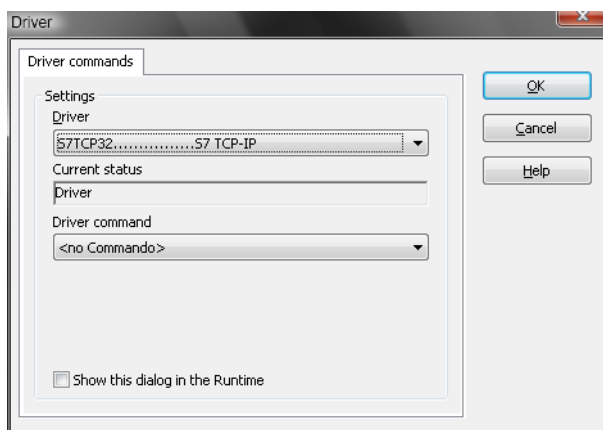 Driver
Driver commands
Settings
Driver
S7TCP32................S7 TCP-IP
Current status
Driver
Driver command
<no Commando>
Show this dialog in the Runtime
OK
Cancel
Help